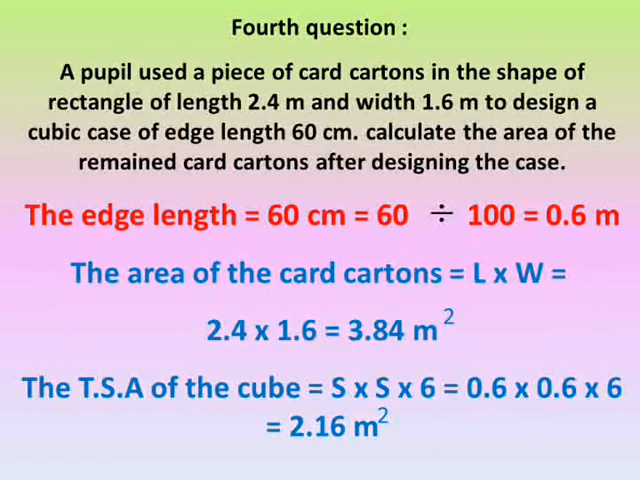 Fourth question :
A pupil used a piece of card cartons in the shape of
rectangle of length 2.4 m and width 1.6 m to design a
cubic case of edge length 60 cm. calculate the area of the
remained card cartons after designing the case.
The edge length = 60 cm = 60 ÷ 100 = 0.6 m
The area of the card cartons = L x W =
2.4 x 1.6 = 3.84 m 2
The T.S.A of the cube = S x S x 6 = 0.6 x 0.6 x 6
= 2.16 m2